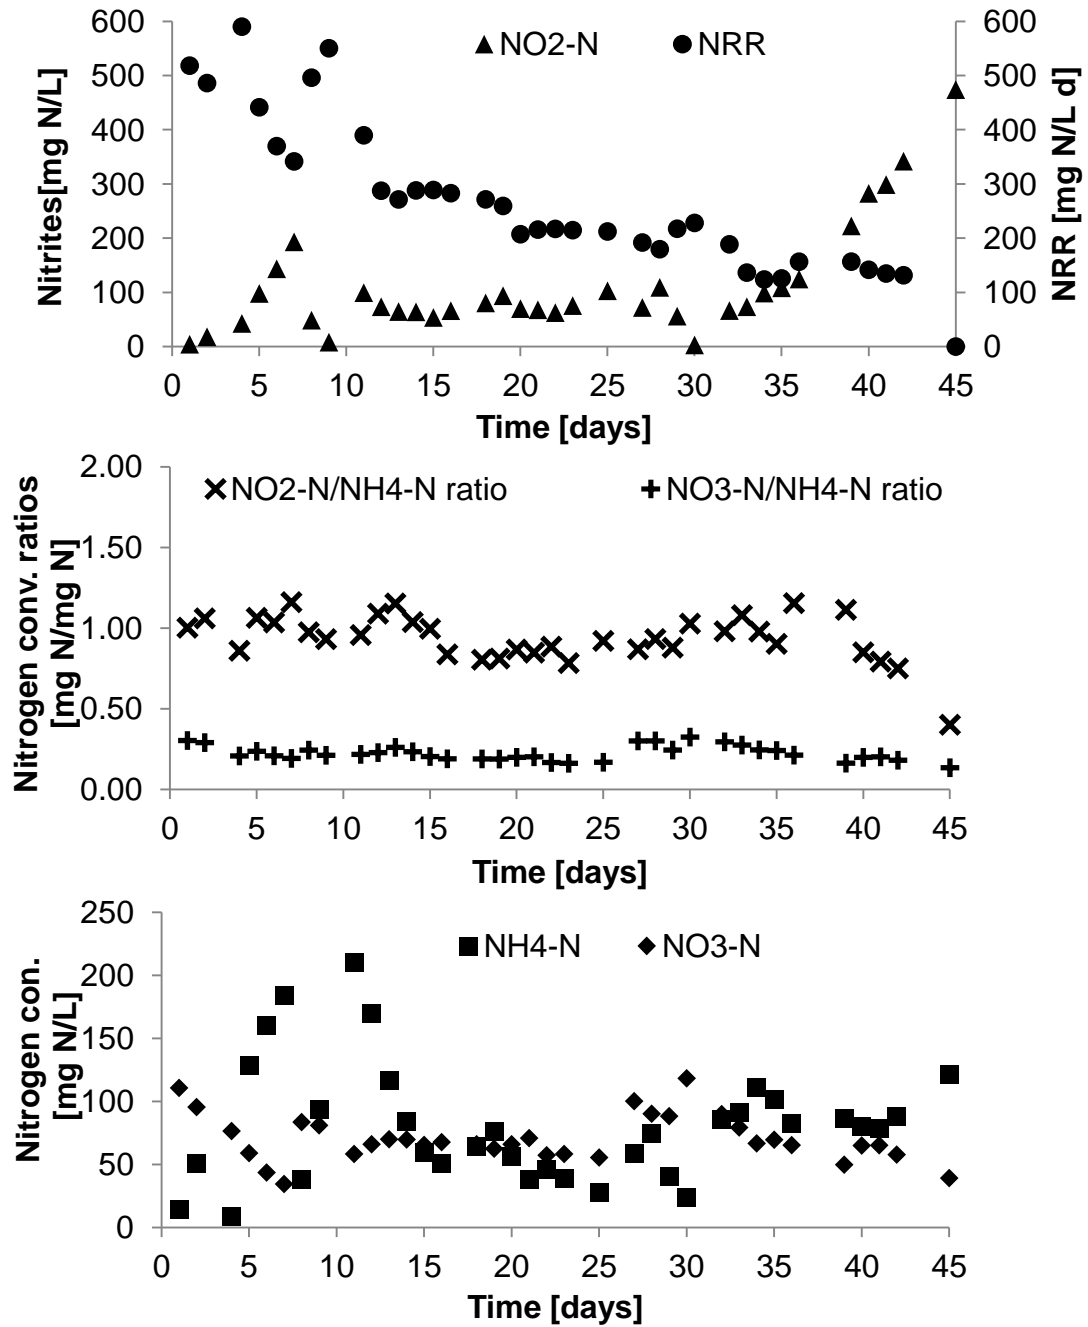 NO2-N NRR
600 600
500 500
400 400
300 300
200 200
100 100
0 0
Nitrites[mg N/L]
NRR [mg N/L d]
0 5 10 15 20 25 30 35 40 45
Time [days]
NO2-N/NH4-N ratio NO3-N/NH4-N ratio
2.00
1.50
1.00
0.50
0.00
Nitrogen conv. ratios
[mg N/mg N]
0 5 10 15 20 25 30 35 40 45
Time [days]
NH4-N NO3-N
250
200
150
100
50
0
Nitrogen con.
[mg N/L]
0 5 10 15 20 25 30 35 40 45
Time [days]